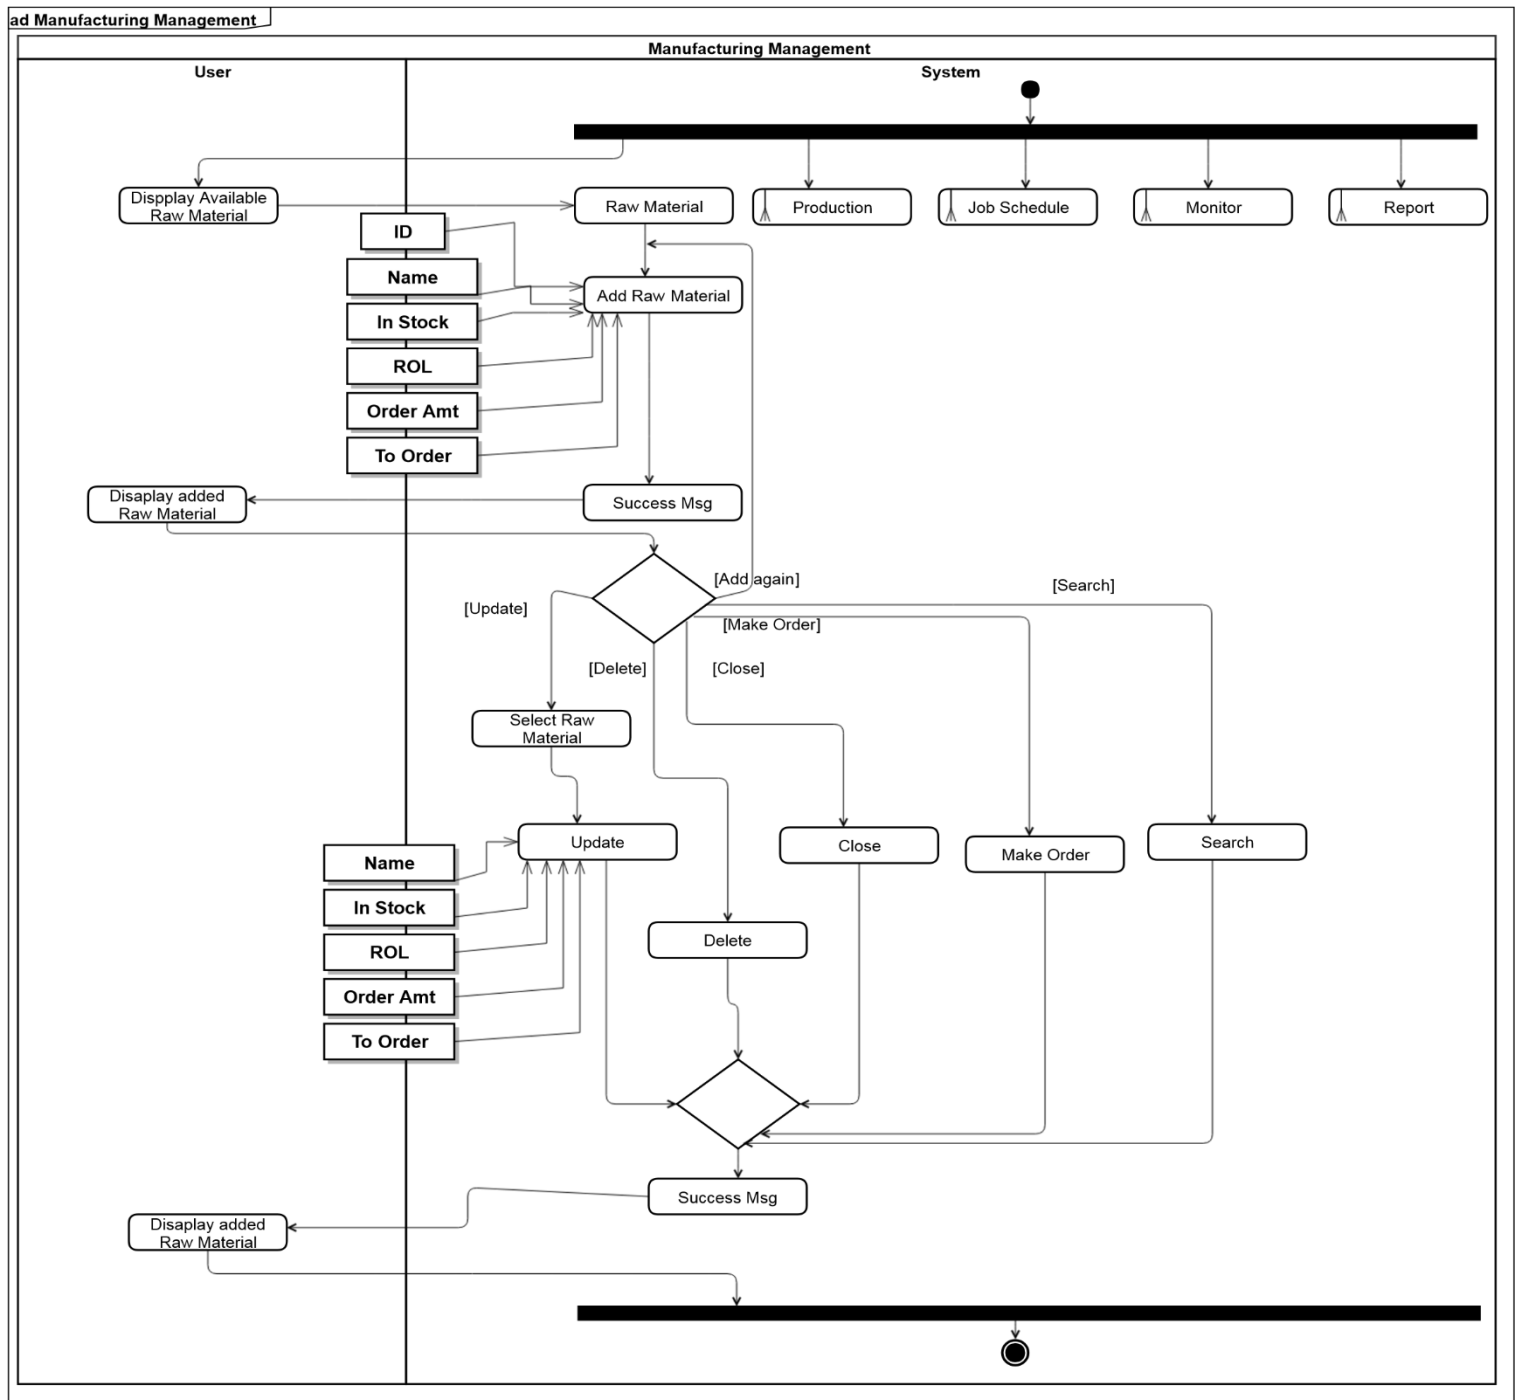 ad Manufacturing Management
Manufacturing Management
User
System
Dispplay Available
Raw Material
Raw Material
Production
Job Schedule
Monitor
Report
ID
Name
Add Raw Material
In Stock
ROL
Order Amt
To Order
Disaplay added
Raw Material
Success Msg
[Add again]
[Search]
[Update]
[Make Order]
[Delete]
[Close]
Select Raw
Material
Update
Close
Make Order
Search
Name
In Stock
Delete
ROL
Order Amt
To Order
Success Msg
Disaplay added
Raw Material